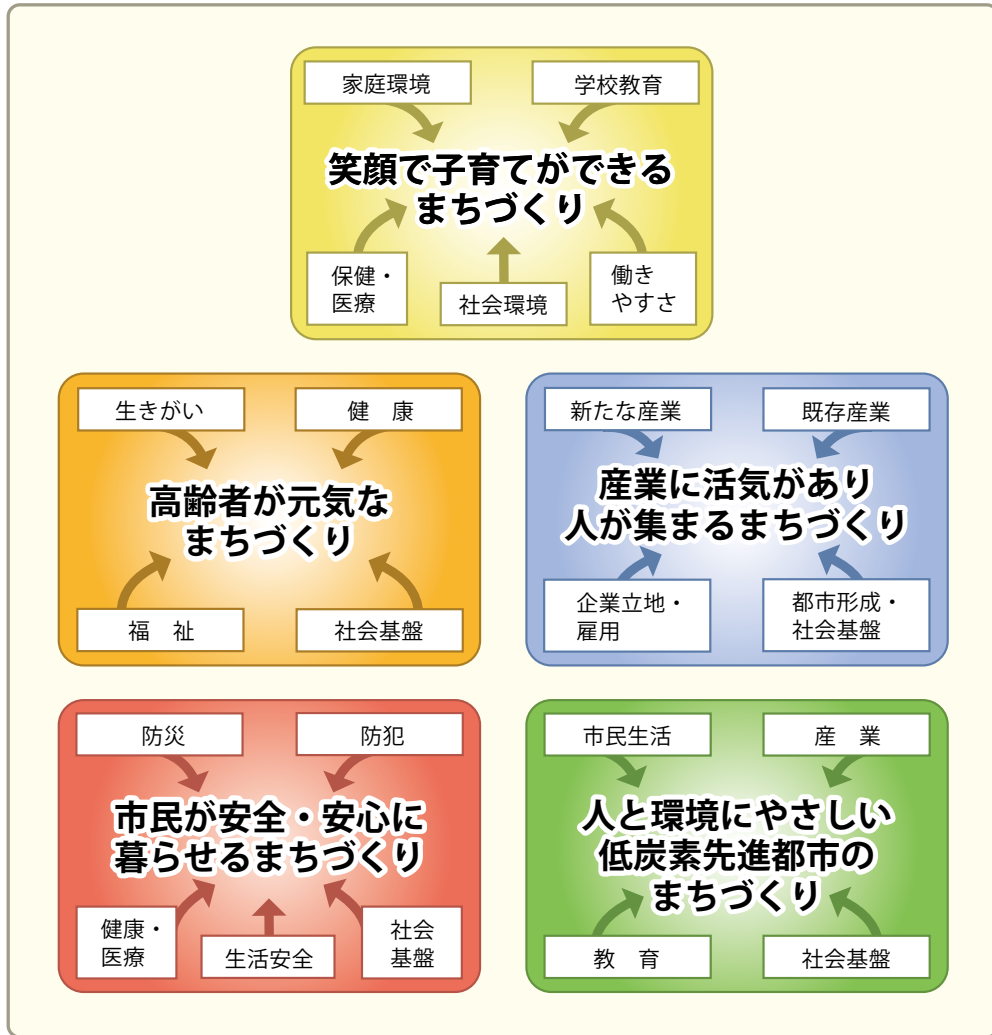 家庭環境
学校教育
笑顔で子育てができる
まちづくり
保健・
医療
社会環境
働き
やすさ
生きがい
健　康
高齢者が元気な
まちづくり
福　祉
社会基盤
新たな産業
既存産業
産業に活気があり
人が集まるまちづくり
企業立地・
雇用
都市形成・
社会基盤
防災
防犯
市民が安全・安心に
暮らせるまちづくり
健康・
医療
生活安全
社会
基盤
市民生活
産　業
人と環境にやさしい
低炭素先進都市の
まちづくり
教　育
社会基盤